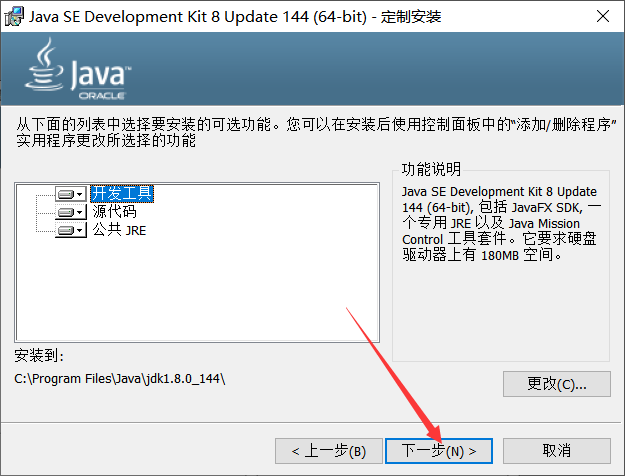 Java SE Development Kit 8 Update 144 (64-bit) - 定制安装
Java™
ORACLE
从下面的列表中选择要安装的可选功能。您可以在安装后使用控制面板中的“添加/删除程序”
实用程序更改所选择的功能
开发工具
源代码
公共 JRE
功能说明
Java SE Development Kit 8 Update
144 (64-bit), 包括 JavaFX SDK, 一
个专用 JRE 以及 Java Mission
Control 工具套件。它要求硬盘
驱动器上有 180MB 空间。
安装到:
C:\Program Files\Java\jdk1.8.0_144\
更改(C)...
< 上一步(B)
下一步(N) >
取消